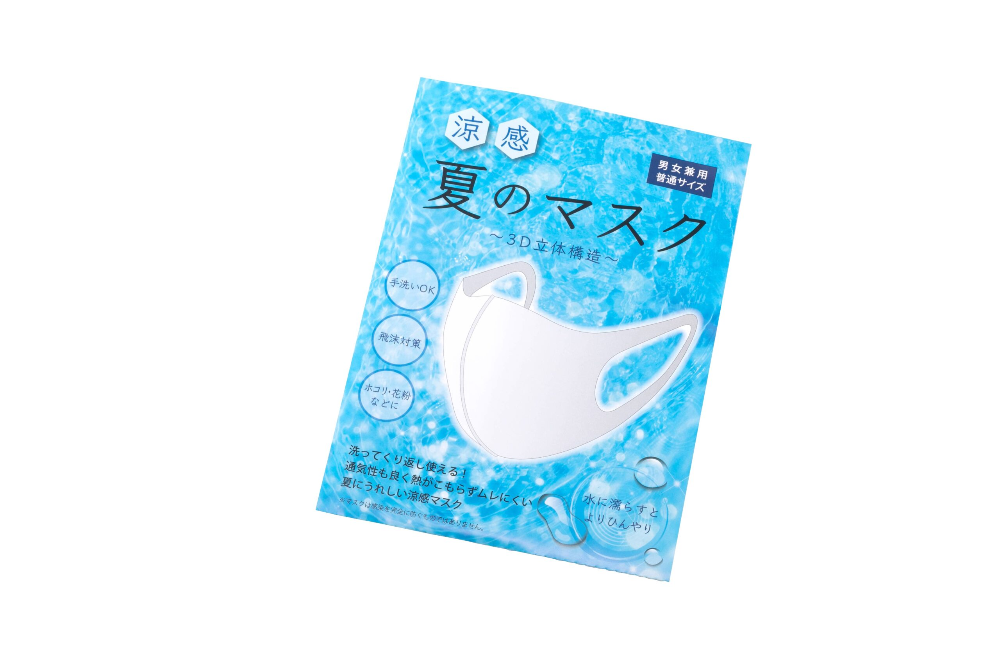 涼感
男女兼用
普通サイズ
夏のマスク
～3D立体構造～
手洗いOK
飛沫対策
ホコリ・花粉
などに
洗ってくり返し使える！
通気性も良く熱がこもらずムレにくい
夏にうれしい涼感マスク
※マスクは感染を完全に防ぐものではありません。
水に濡らすと
よりひんやり